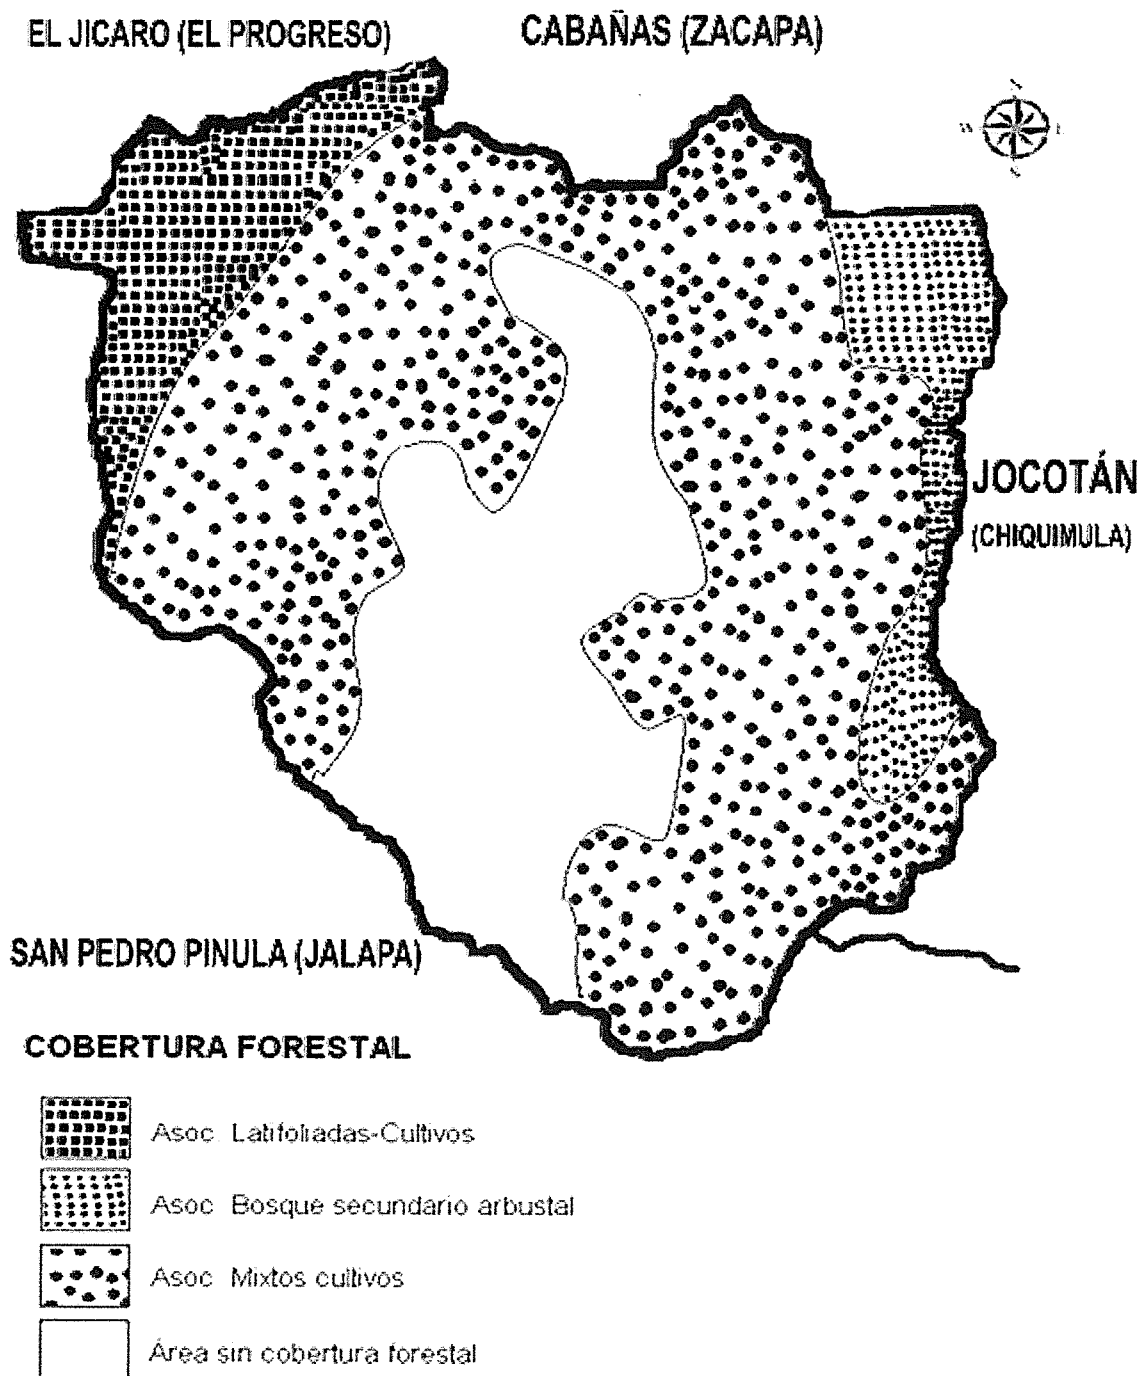 EL JICARO (EL PROGRESO)
CABAÑAS (ZACAPA)
N
W E
JOCOTÁN
(CHIQUIMULA)
SAN PEDRO PINULA (JALAPA)
COBERTURA FORESTAL
Asoc Latifoliadas-Cultivos
Asoc Bosque secundario arbustal
Asoc Mixtos cultivos
Área sin cobertura forestal